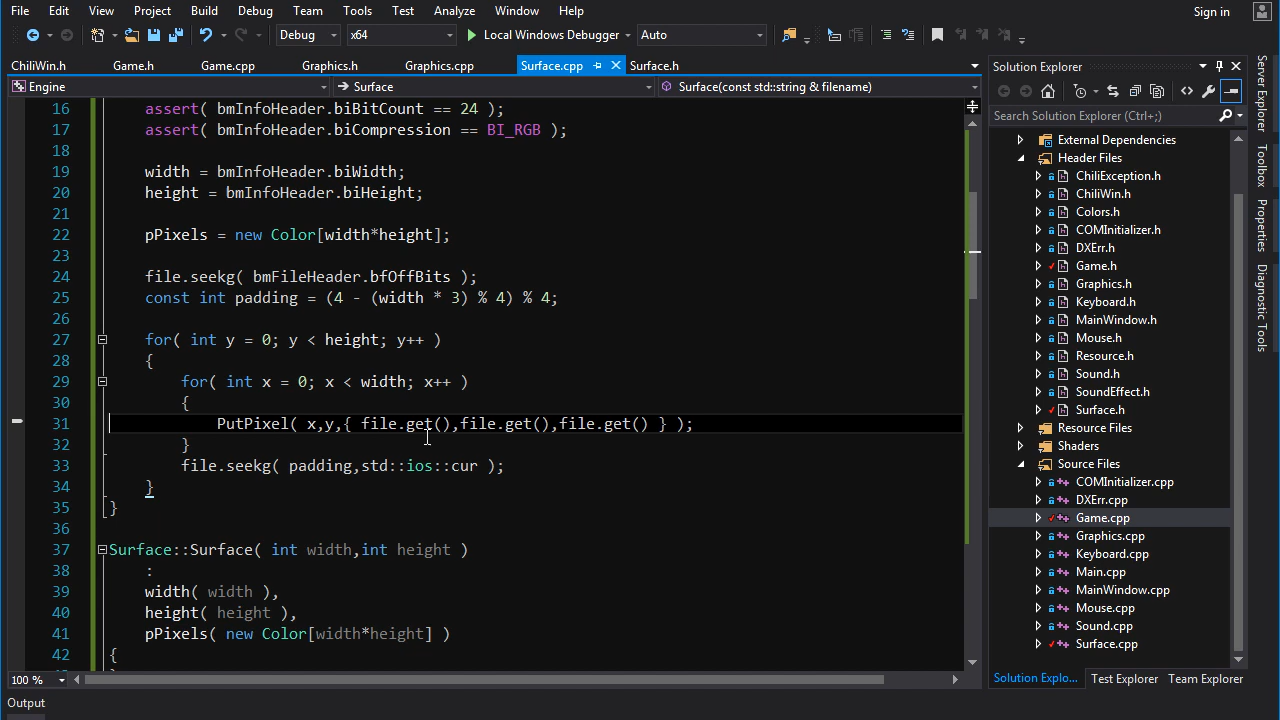 File Edit View Project Build Debug Team Tools Test Analyze Window Help Sign in
Debug x64 Local Windows Debugger Auto
ChiliWin.h Game.h Game.cpp Graphics.h Graphics.cpp Surface.cpp Surface.h
Engine Surface Surface(const std::string & filename)
16 assert( bmInfoHeader.biBitCount == 24 );
17 assert( bmInfoHeader.biCompression == BI_RGB );
18
19 width = bmInfoHeader.biWidth;
20 height = bmInfoHeader.biHeight;
21
22 pPixels = new Color[width*height];
23
24 file.seekg( bmFileHeader.bfOffBits );
25 const int padding = (4 - (width * 3) % 4) % 4;
26
27 for( int y = 0; y < height; y++ )
28 {
29 for( int x = 0; x < width; x++ )
30 {
31 PutPixel( x,y,{ file.get(),file.get(),file.get() } );
32 }
33 file.seekg( padding,std::ios::cur );
34 }
35 }
36
37 Surface::Surface( int width,int height )
38 :
39 width( width ),
40 height( height ),
41 pPixels( new Color[width*height] )
42 {
100 %
Output
Solution Explorer
Search Solution Explorer (Ctrl+;)
External Dependencies
Header Files
ChiliException.h
ChiliWin.h
Colors.h
COMInitializer.h
DXErr.h
Game.h
Graphics.h
Keyboard.h
MainWindow.h
Mouse.h
Resource.h
Sound.h
SoundEffect.h
Surface.h
Resource Files
Shaders
Source Files
COMInitializer.cpp
DXErr.cpp
Game.cpp
Graphics.cpp
Keyboard.cpp
Main.cpp
MainWindow.cpp
Mouse.cpp
Sound.cpp
Surface.cpp
Solution Explo... Test Explorer Team Explorer
Server Explorer
Toolbox
Properties
Diagnostic Tools